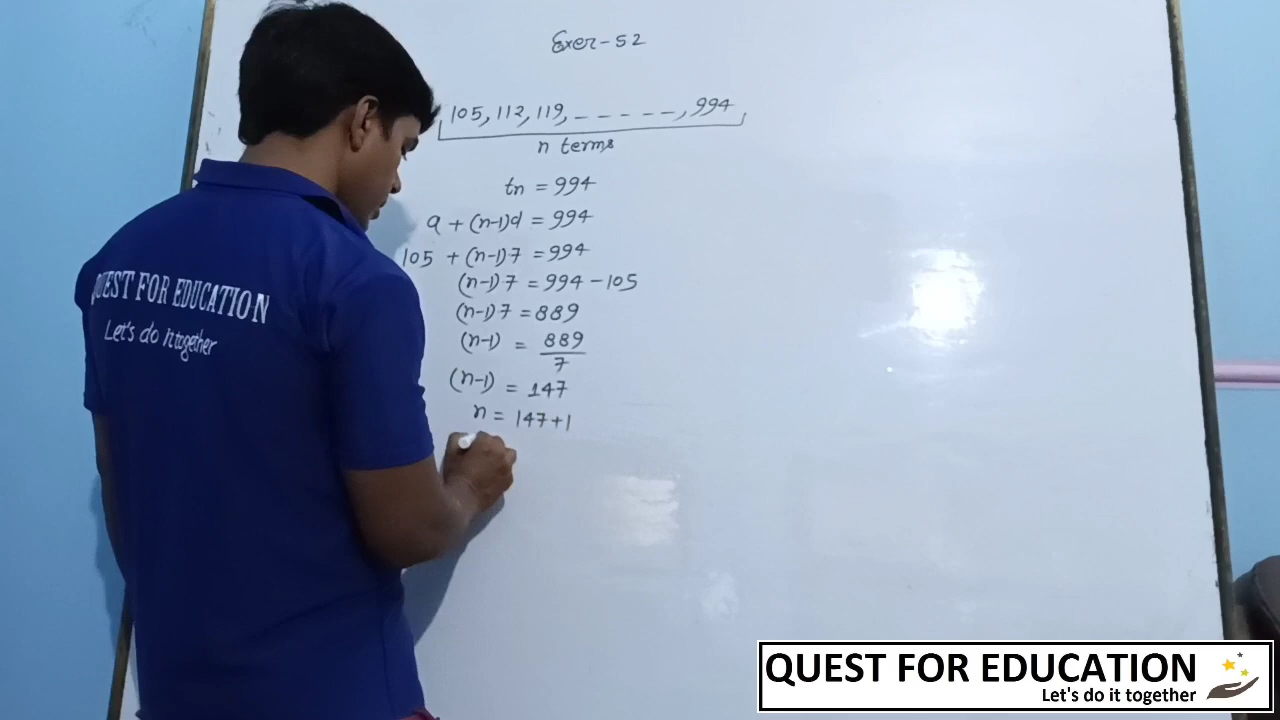 Exer-52
105, 112, 119, - - - - -, 994
n terms
tn = 994
a + (n-1)d = 994
105 + (n-1)7 = 994
(n-1)7 = 994 - 105
(n-1)7 = 889
(n-1) = 889/7
(n-1) = 147
n = 147+1
QUEST FOR EDUCATION
Let's do it together
QUEST FOR EDUCATION
Let's do it together